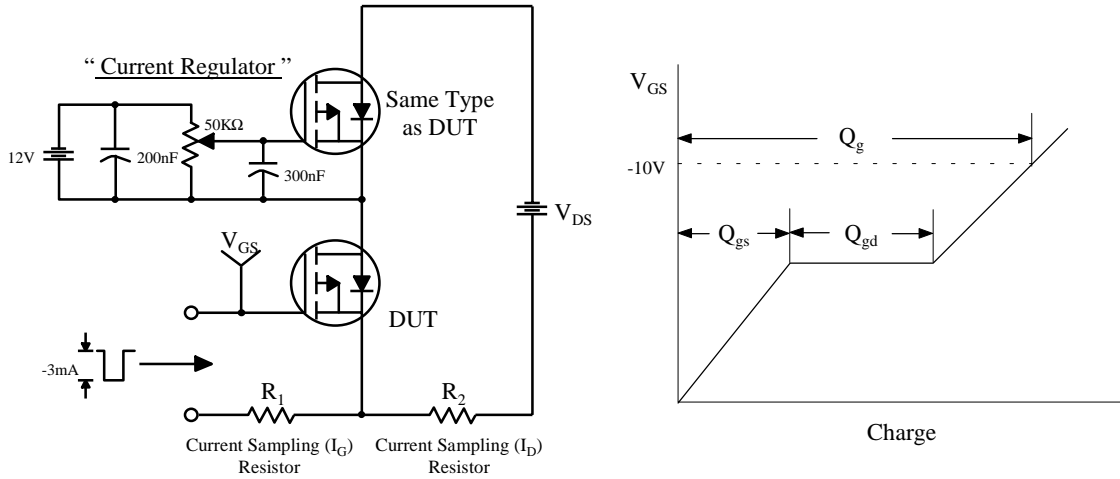 “ Current Regulator ”
Same Type
as DUT
50KΩ
12V
200nF
300nF
V_DS
V_GS
DUT
-3mA
R_1
R_2
Current Sampling (I_G)
Resistor
Current Sampling (I_D)
Resistor
V_GS
Q_g
-10V
Q_gs
Q_gd
Charge